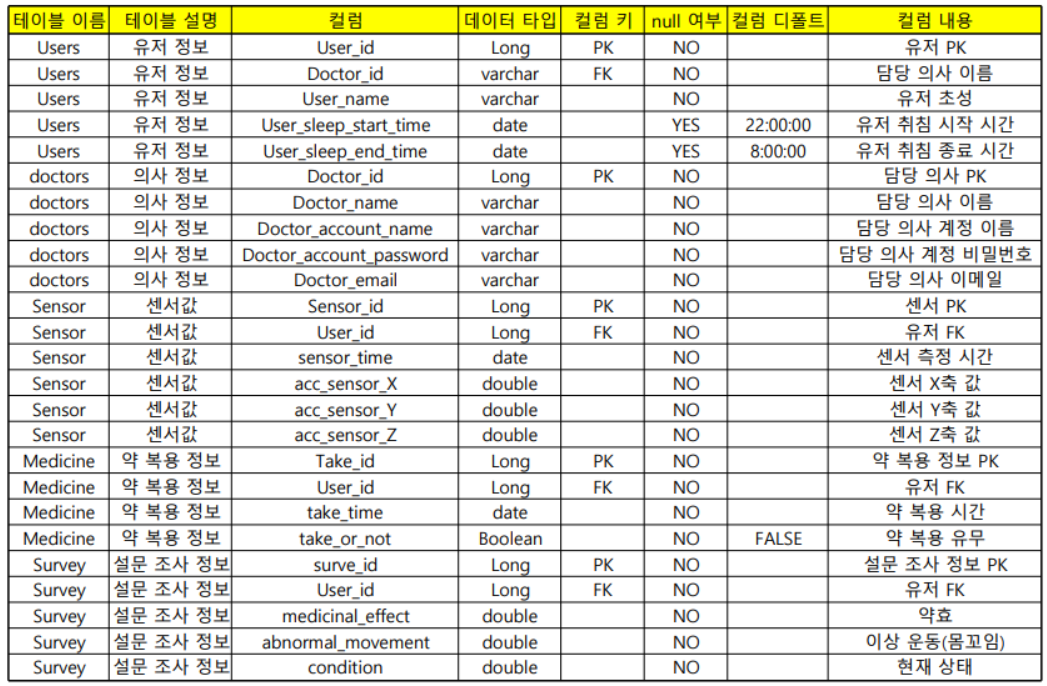 테이블 이름 테이블 설명 컬럼 데이터 타입 컬럼 키 null 여부 컬럼 디폴트 컬럼 내용
Users 유저 정보 User_id Long PK NO 유저 PK
Users 유저 정보 Doctor_id varchar FK NO 담당 의사 이름
Users 유저 정보 User_name varchar NO 유저 초성
Users 유저 정보 User_sleep_start_time date YES 22:00:00 유저 취침 시작 시간
Users 유저 정보 User_sleep_end_time date YES 8:00:00 유저 취침 종료 시간
doctors 의사 정보 Doctor_id Long PK NO 담당 의사 PK
doctors 의사 정보 Doctor_name varchar NO 담당 의사 이름
doctors 의사 정보 Doctor_account_name varchar NO 담당 의사 계정 이름
doctors 의사 정보 Doctor_account_password varchar NO 담당 의사 계정 비밀번호
doctors 의사 정보 Doctor_email varchar NO 담당 의사 이메일
Sensor 센서값 Sensor_id Long PK NO 센서 PK
Sensor 센서값 User_id Long FK NO 유저 FK
Sensor 센서값 sensor_time date NO 센서 측정 시간
Sensor 센서값 acc_sensor_X double NO 센서 X축 값
Sensor 센서값 acc_sensor_Y double NO 센서 Y축 값
Sensor 센서값 acc_sensor_Z double NO 센서 Z축 값
Medicine 약 복용 정보 Take_id Long PK NO 약 복용 정보 PK
Medicine 약 복용 정보 User_id Long FK NO 유저 FK
Medicine 약 복용 정보 take_time date NO 약 복용 시간
Medicine 약 복용 정보 take_or_not Boolean NO FALSE 약 복용 유무
Survey 설문 조사 정보 surve_id Long PK NO 설문 조사 정보 PK
Survey 설문 조사 정보 User_id Long FK NO 유저 FK
Survey 설문 조사 정보 medicinal_effect double NO 약효
Survey 설문 조사 정보 abnormal_movement double NO 이상 운동(몸꼬임)
Survey 설문 조사 정보 condition double NO 현재 상태